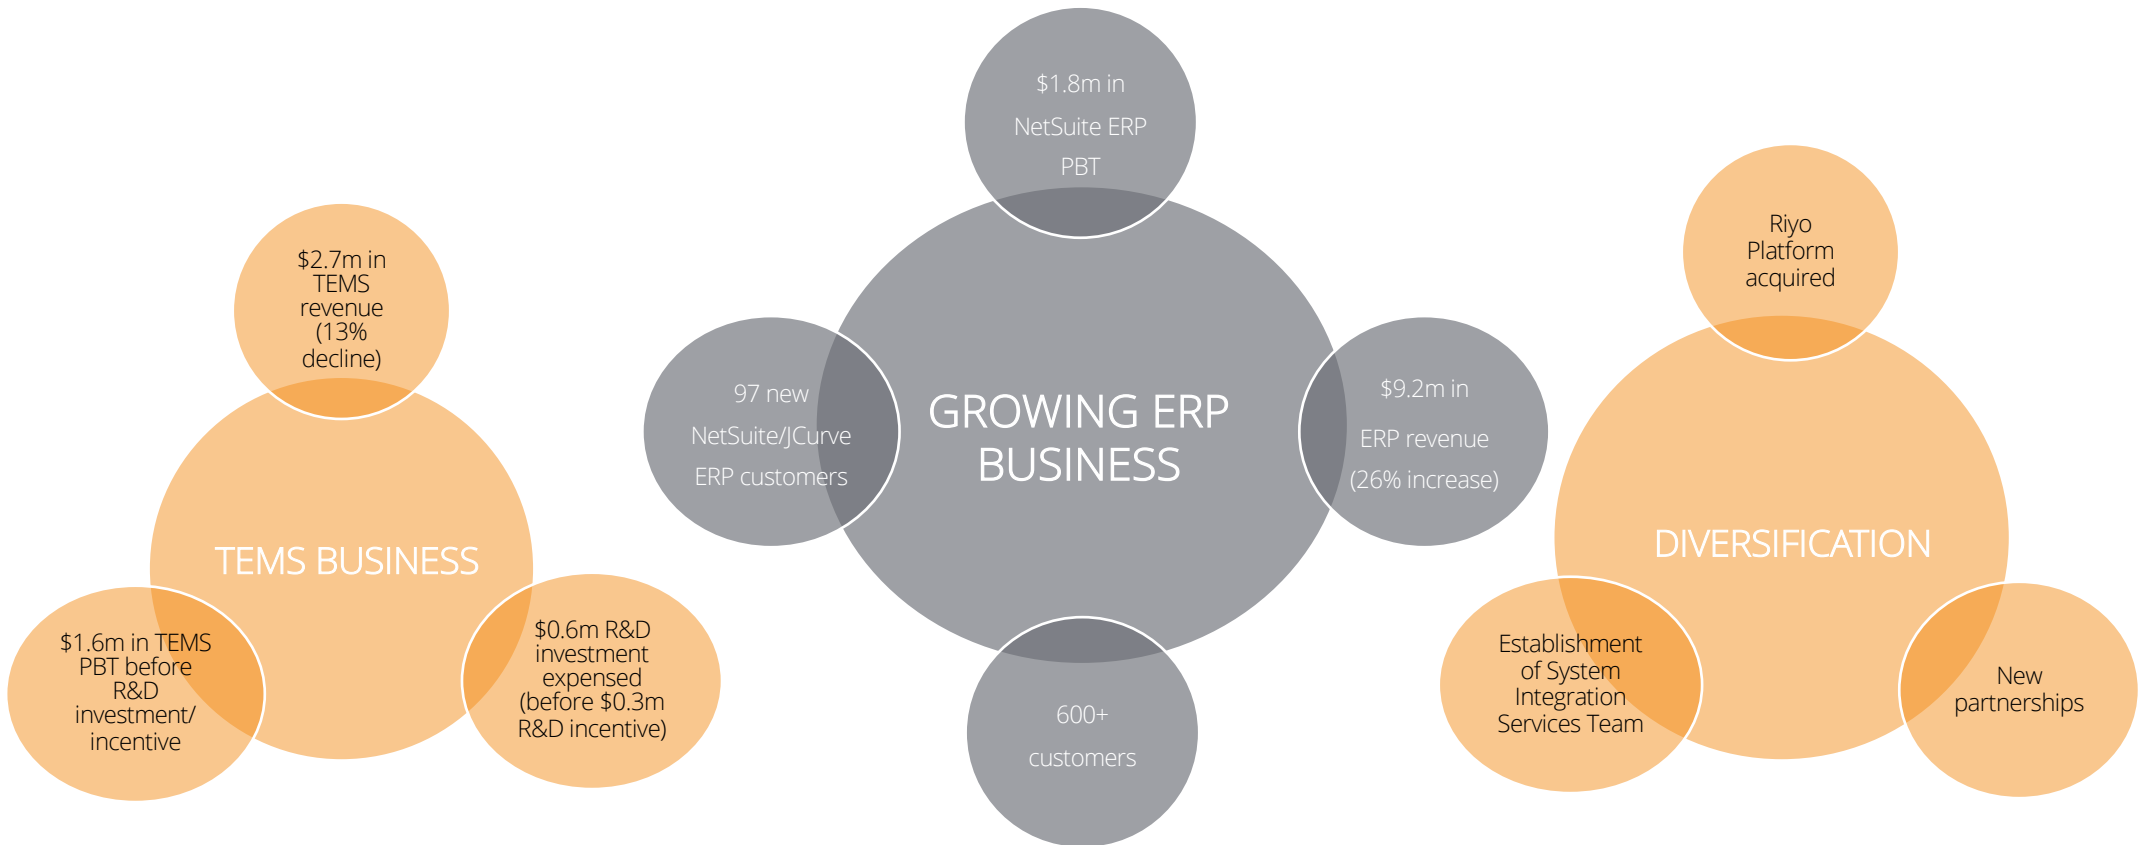 $2.7m in
TEMS
revenue
(13%
decline)
TEMS BUSINESS
$1.6m in TEMS
PBT before
R&D
investment/
incentive
$0.6m R&D
investment
expensed
(before $0.3m
R&D incentive)
$1.8m in
NetSuite ERP
PBT
97 new
NetSuite/JCurve
ERP customers
GROWING ERP
BUSINESS
$9.2m in
ERP revenue
(26% increase)
600+
customers
Riyo
Platform
acquired
DIVERSIFICATION
Establishment
of System
Integration
Services Team
New
partnerships